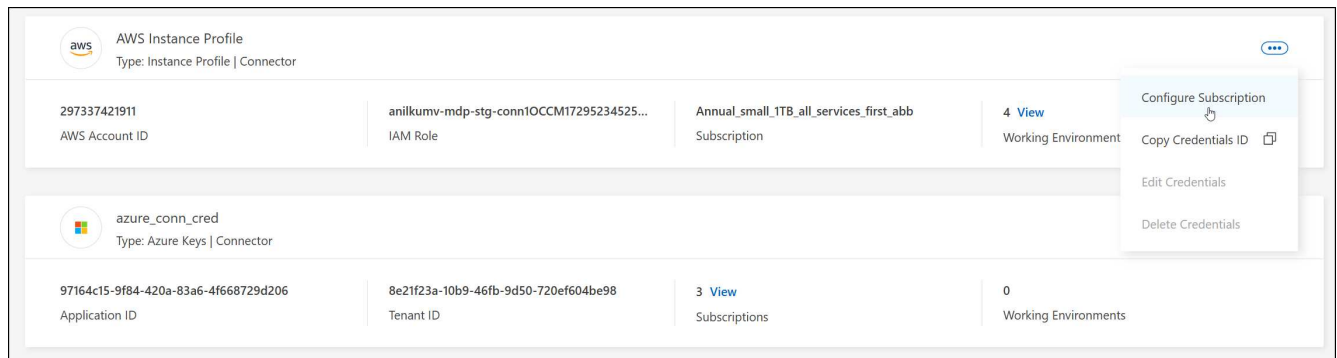 aws
AWS Instance Profile
Type: Instance Profile | Connector
297337421911
AWS Account ID
anilkumv-mdp-stg-conn1OCCM17295234525...
IAM Role
Annual_small_1TB_all_services_first_abb
Subscription
4 View
Working Environment
Configure Subscription
Copy Credentials ID
Edit Credentials
Delete Credentials
azure_conn_cred
Type: Azure Keys | Connector
97164c15-9f84-420a-83a6-4f668729d206
Application ID
8e21f23a-10b9-46fb-9d50-720ef604be98
Tenant ID
3 View
Subscriptions
0
Working Environments